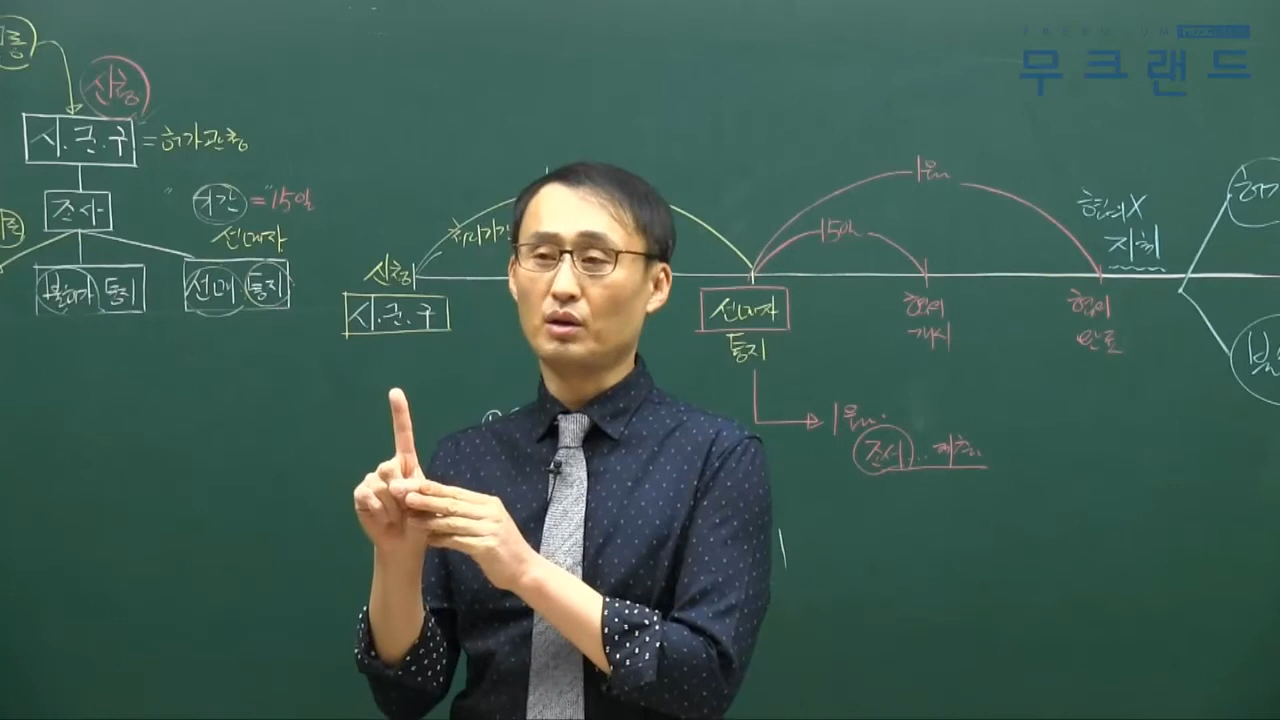 무크랜드
신청
시.군.구 = 허가관청
조사
기간 = "15일"
선매자
불허가 통지
선매 통지
신청
시.군.구
처리기간
선매자
통지
15일
1월
협의
개시
협의
완료
협의X
지체
1월
조서